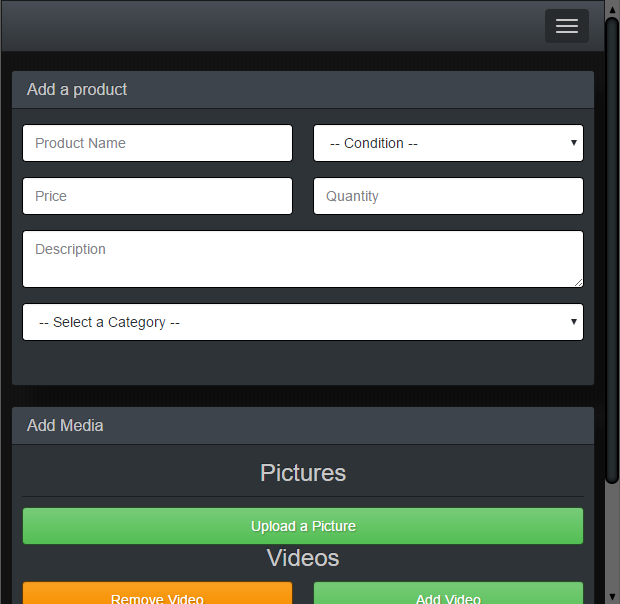 Add a product
Product Name
-- Condition --
Price
Quantity
Description
-- Select a Category --
Add Media
Pictures
Upload a Picture
Videos
Remove Video
Add Video